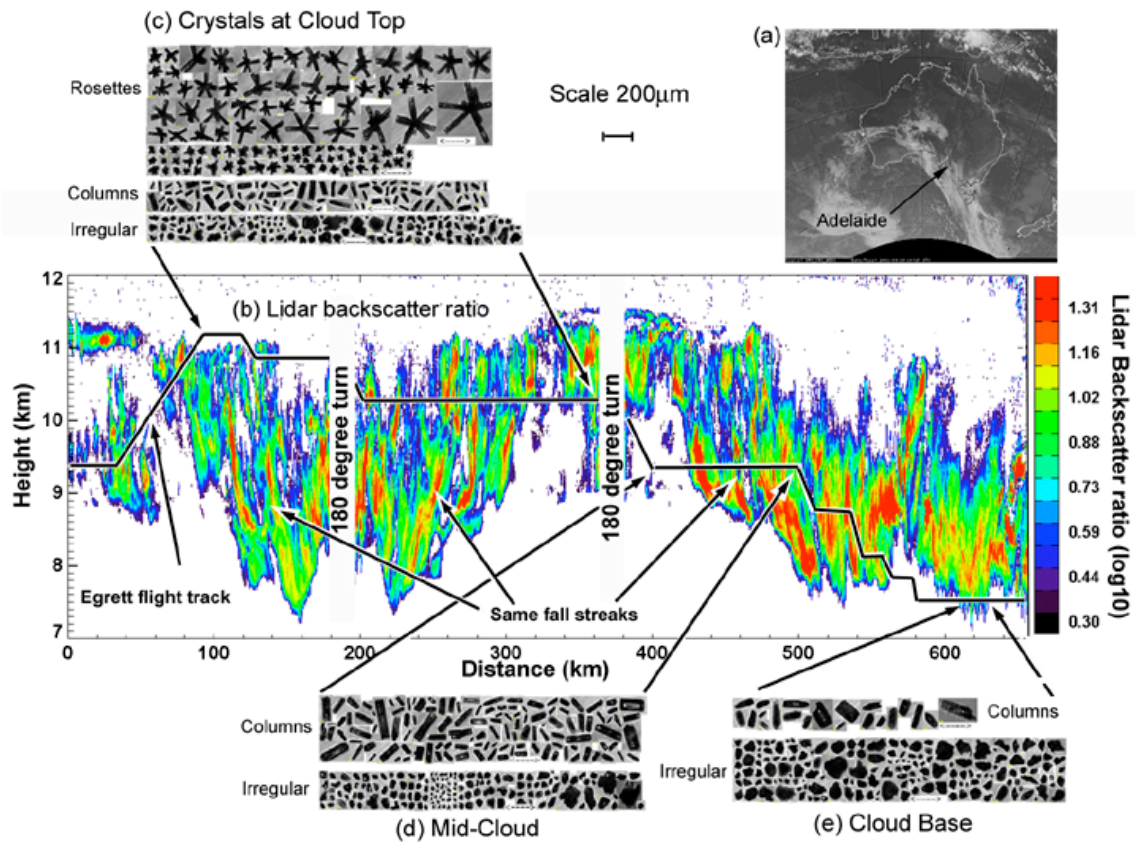 (c) Crystals at Cloud Top
(a)
Rosettes
Scale 200μm
Columns
Irregular
Adelaide
(b) Lidar backscatter ratio
12
11
10
9
8
7
Height (km)
180 degree turn
180 degree turn
Egrett flight track
Same fall streaks
0
100
200
300
400
500
600
Distance (km)
1.31
1.16
1.02
0.88
0.73
0.59
0.44
0.30
Lidar Backscatter ratio (log10)
Columns
Irregular
(d) Mid-Cloud
Columns
Irregular
(e) Cloud Base